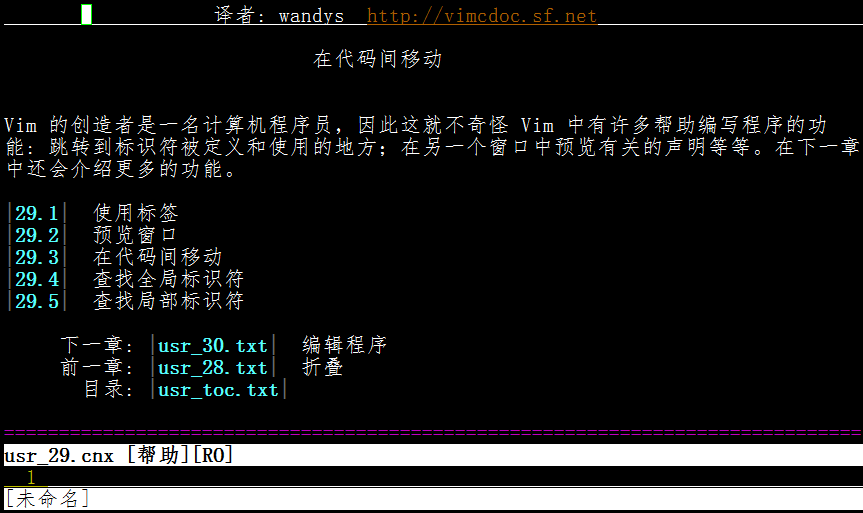 译者: wandys  http://vimcdoc.sf.net
在代码间移动
Vim 的创造者是一名计算机程序员，因此这就不奇怪 Vim 中有许多帮助编写程序的功
能: 跳转到标识符被定义和使用的地方；在另一个窗口中预览有关的声明等等。在下一章
中还会介绍更多的功能。
|29.1|  使用标签
|29.2|  预览窗口
|29.3|  在代码间移动
|29.4|  查找全局标识符
|29.5|  查找局部标识符
下一章: |usr_30.txt|  编辑程序
前一章: |usr_28.txt|  折叠
目录: |usr_toc.txt|
==============================================================================
usr_29.cnx [帮助][RO]
1
[未命名]